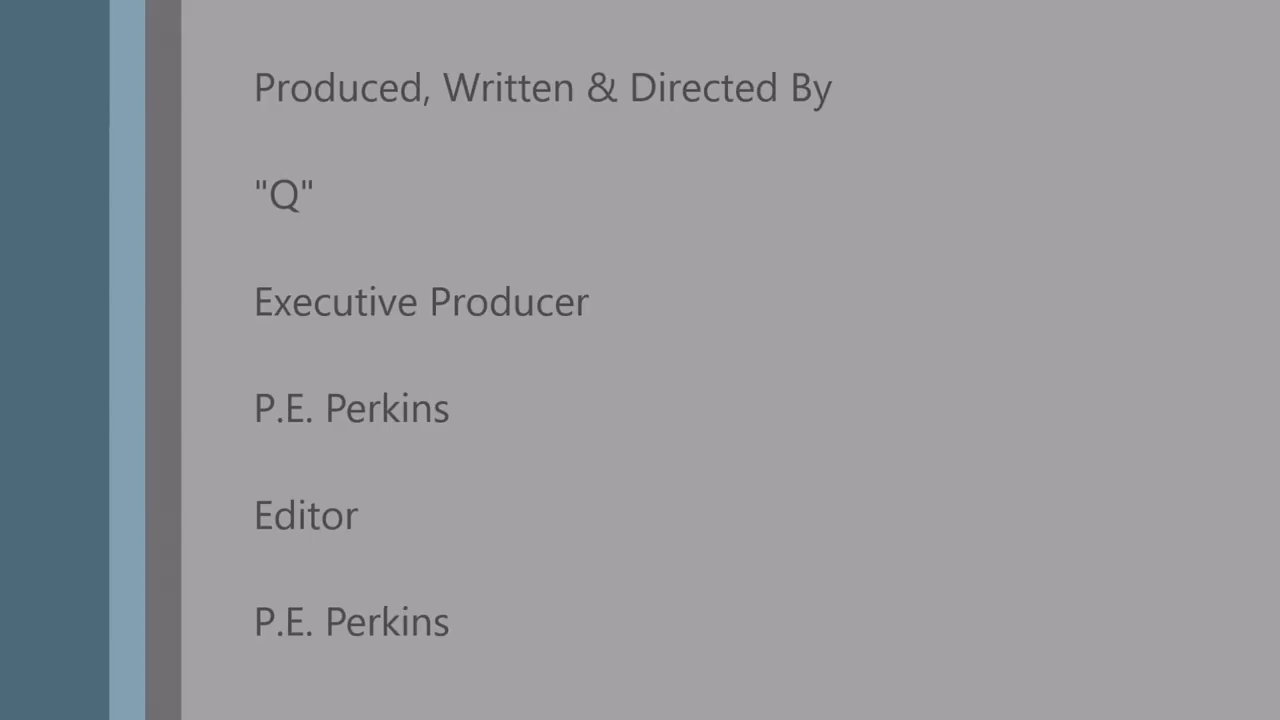 Produced, Written & Directed By
"Q"
Executive Producer
P.E. Perkins
Editor
P.E. Perkins